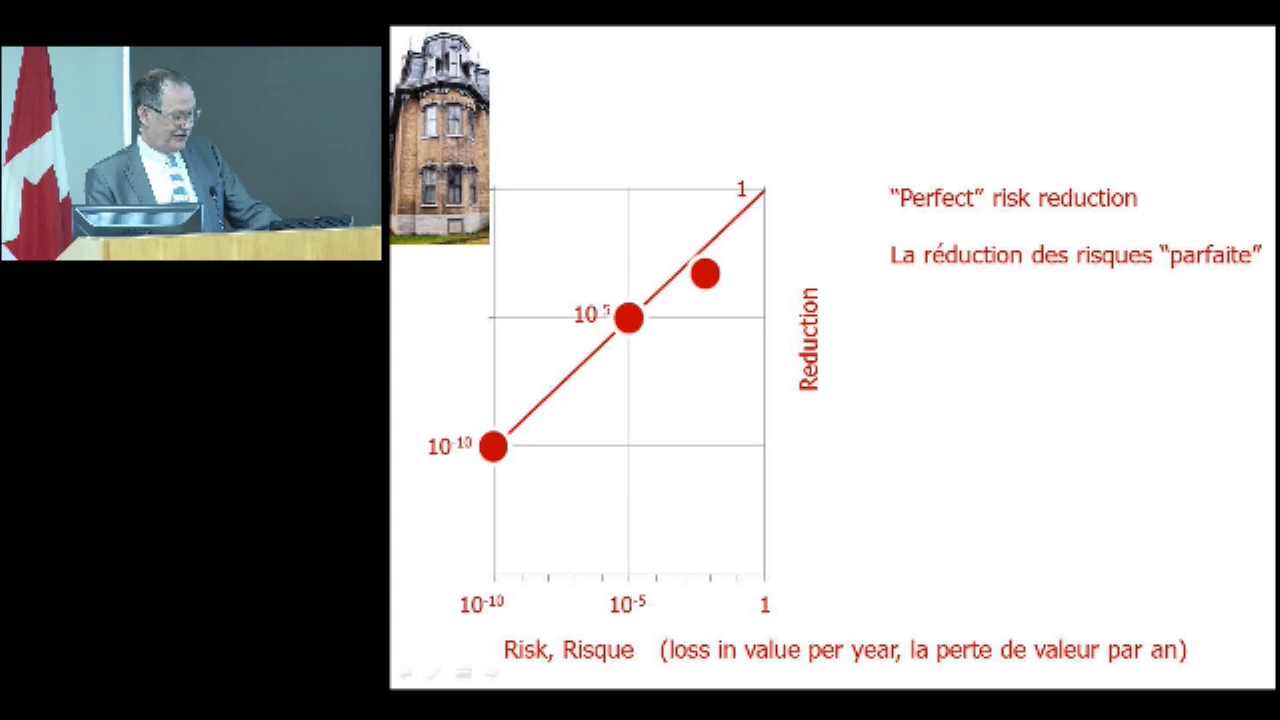 1
"Perfect" risk reduction
La réduction des risques "parfaite"
10⁻⁵
Reduction
10⁻¹⁰
10⁻¹⁰ 10⁻⁵ 1
Risk, Risque (loss in value per year, la perte de valeur par an)